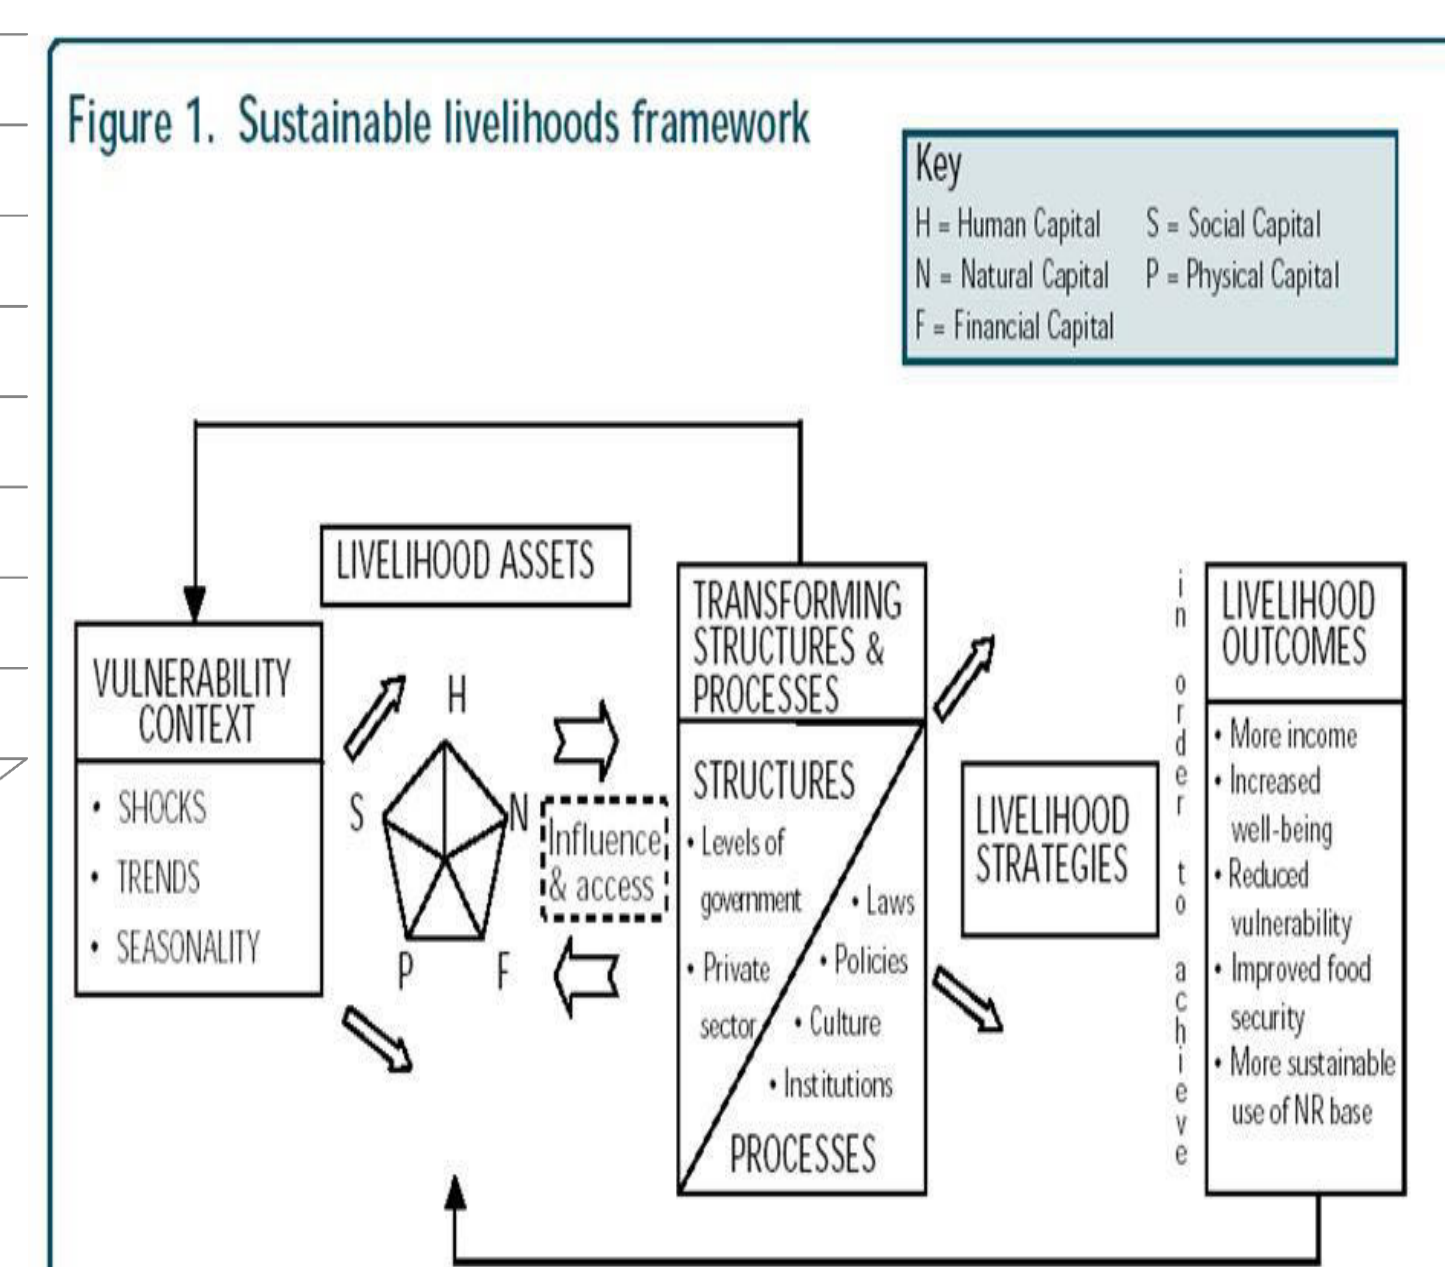 Figure 1. Sustainable livelihoods framework
Key
H = Human Capital S = Social Capital
N = Natural Capital P = Physical Capital
F = Financial Capital
LIVELIHOOD ASSETS
VULNERABILITY
CONTEXT
• SHOCKS
• TRENDS
• SEASONALITY
H
S
N
P
F
Influence
& access
TRANSFORMING
STRUCTURES &
PROCESSES
STRUCTURES
• Levels of
government
• Private
sector
• Laws
• Policies
• Culture
• Institutions
PROCESSES
LIVELIHOOD
STRATEGIES
in order to achieve
LIVELIHOOD
OUTCOMES
• More income
• Increased
well-being
• Reduced
vulnerability
• Improved food
security
• More sustainable
use of NR base